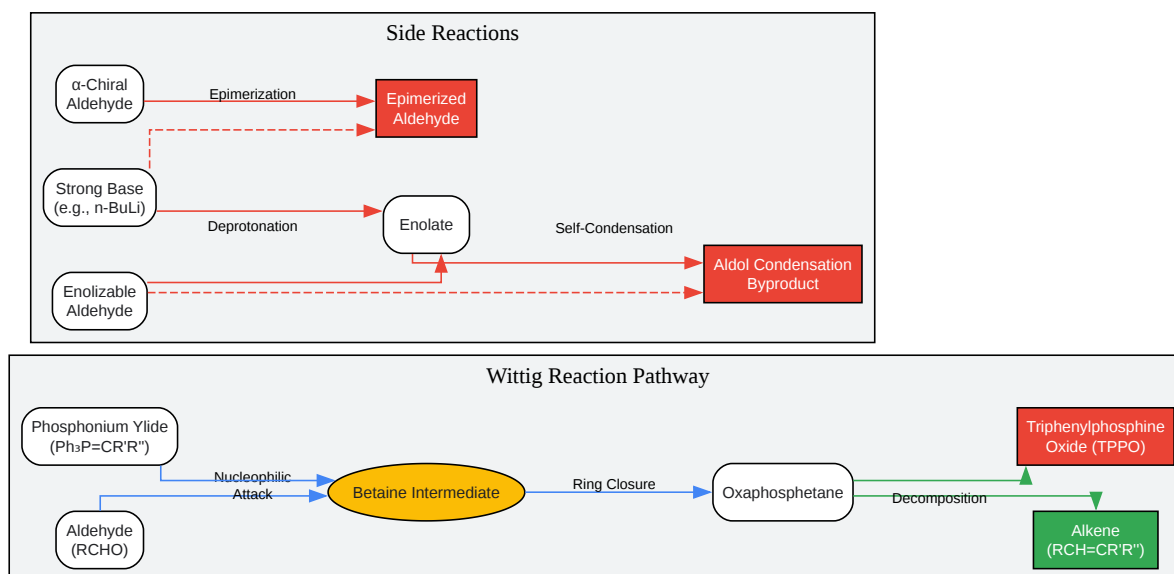 Side Reactions
α-Chiral
Aldehyde
Epimerization
Epimerized
Aldehyde
Strong Base
(e.g., n-BuLi)
Deprotonation
Enolate
Self-Condensation
Aldol Condensation
Byproduct
Enolizable
Aldehyde
Wittig Reaction Pathway
Phosphonium Ylide
(Ph₃P=CR'R'')
Nucleophilic
Attack
Aldehyde
(RCHO)
Betaine Intermediate
Ring Closure
Oxaphosphetane
Decomposition
Triphenylphosphine
Oxide (TPPO)
Alkene
(RCH=CR'R'')